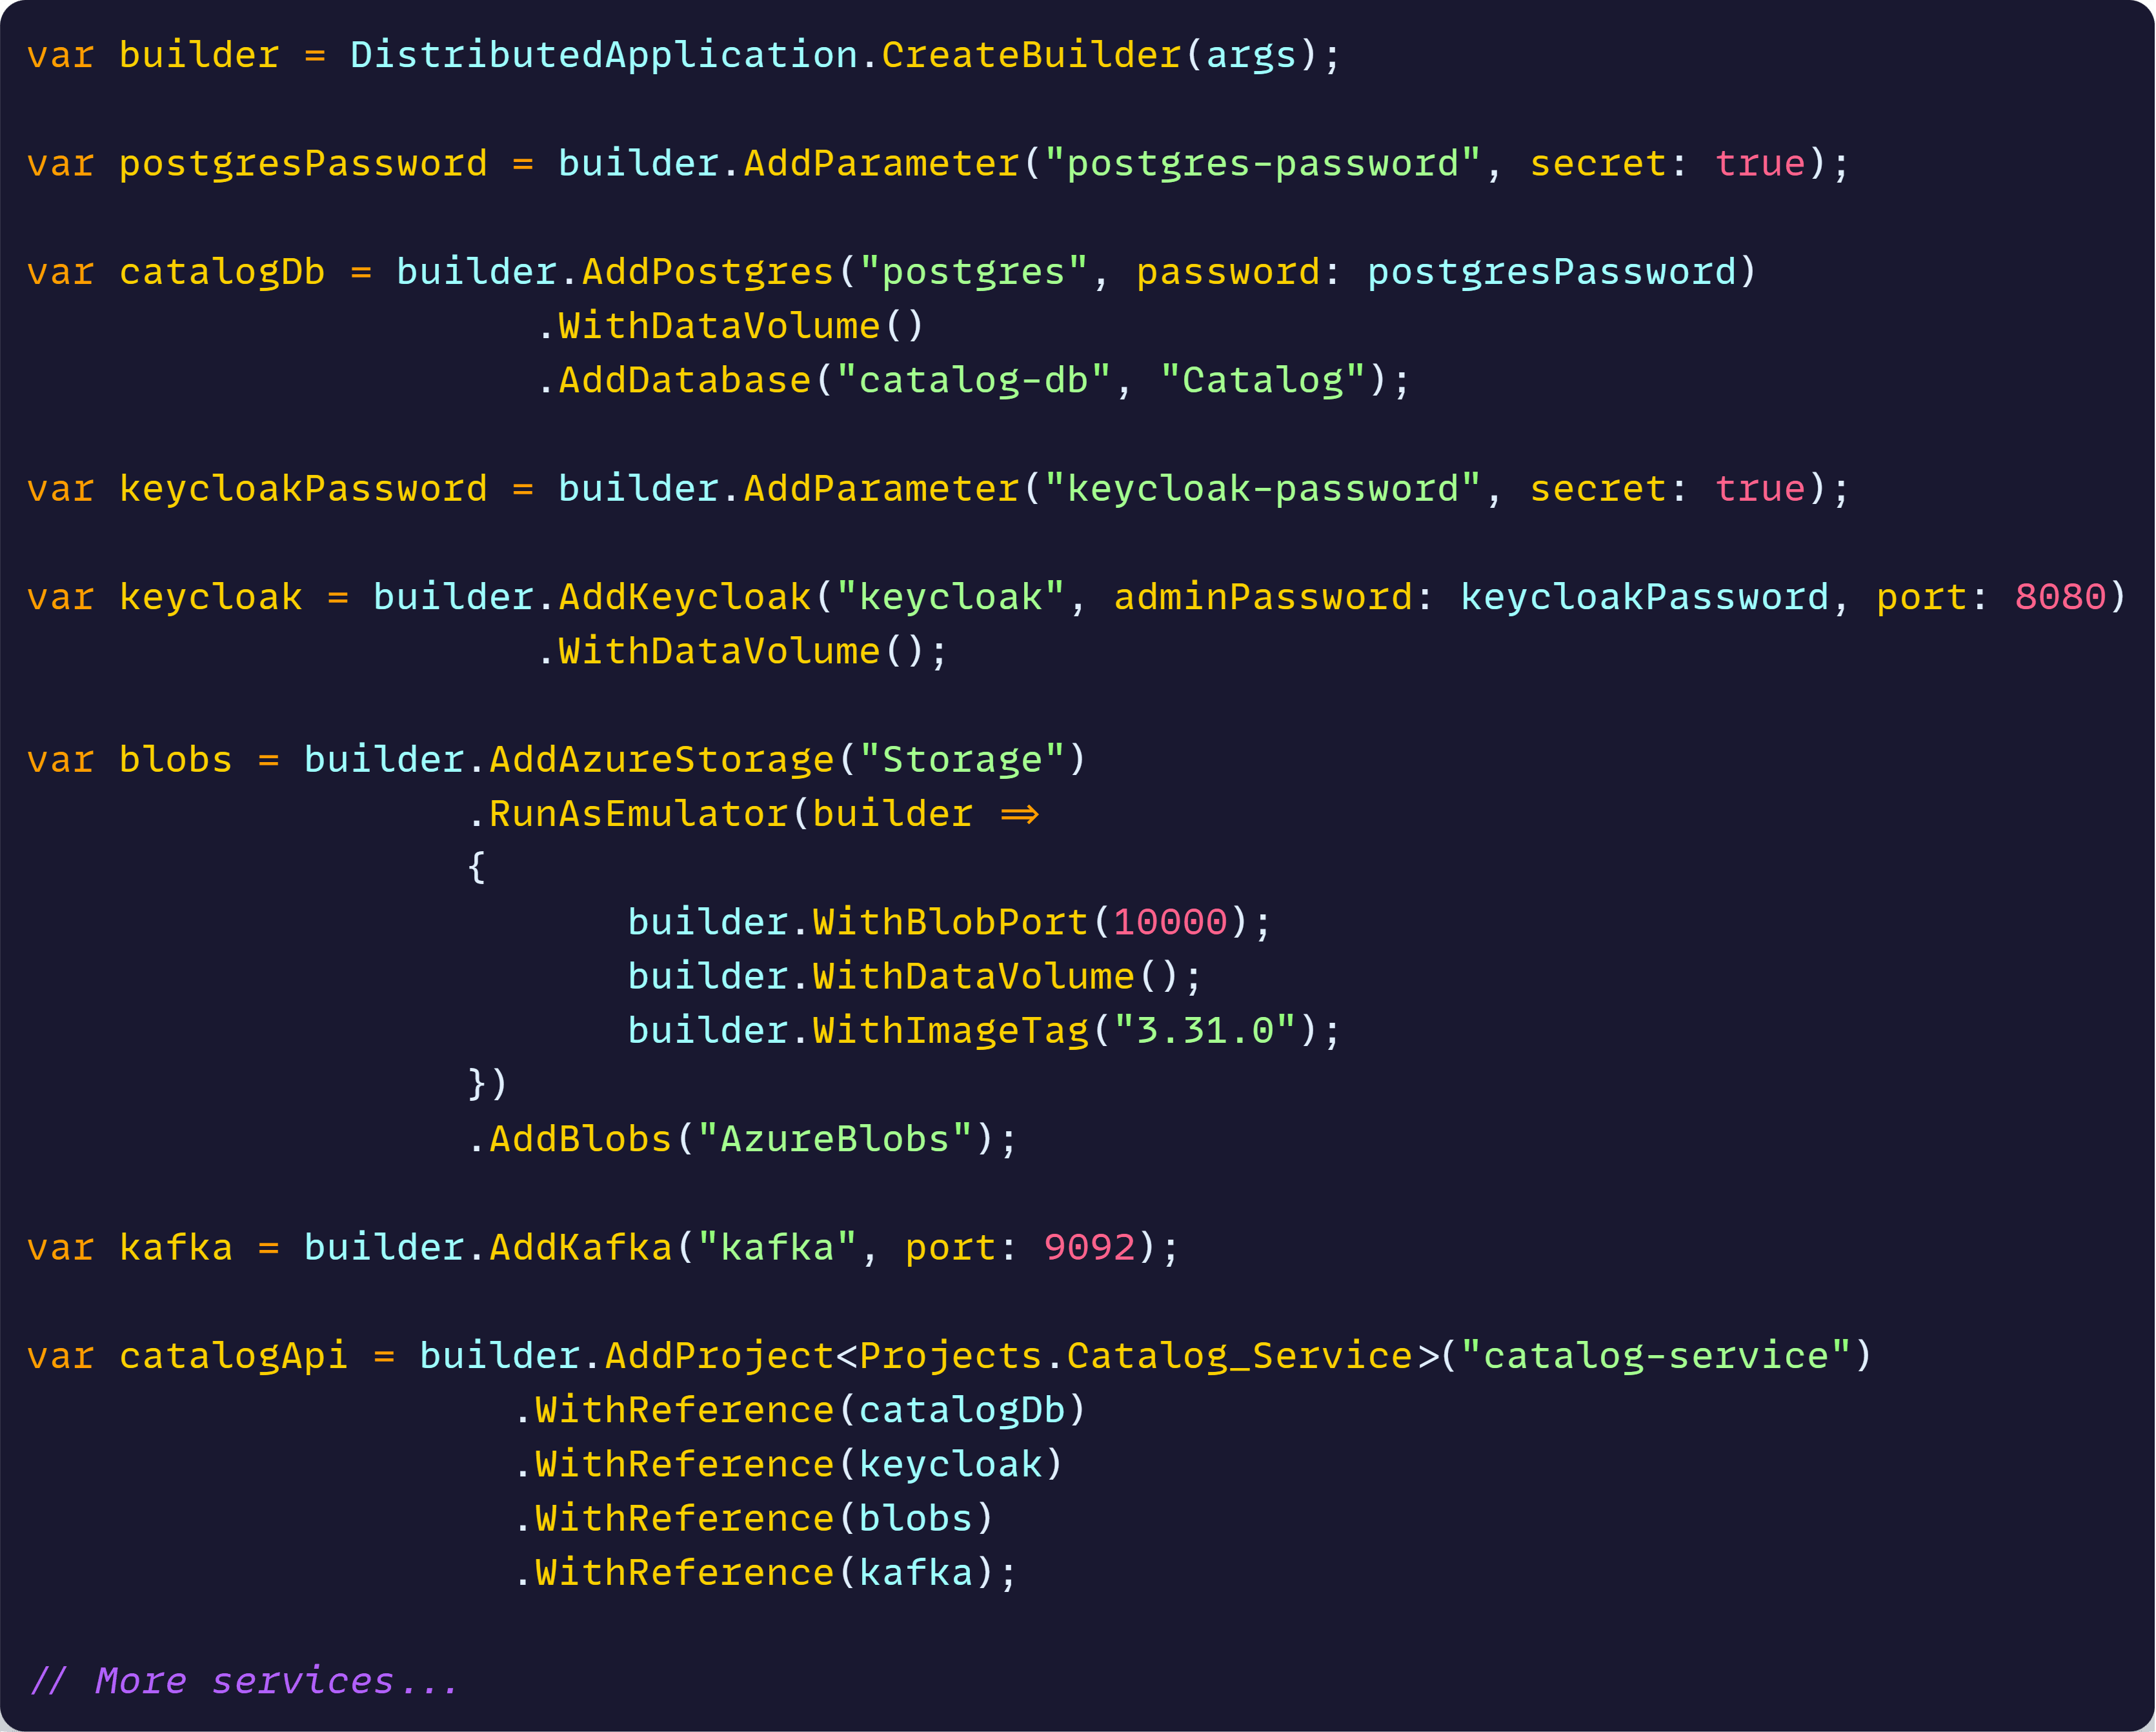 var builder = DistributedApplication.CreateBuilder(args);

var postgresPassword = builder.AddParameter("postgres-password", secret: true);

var catalogDb = builder.AddPostgres("postgres", password: postgresPassword)
                      .WithDataVolume()
                      .AddDatabase("catalog-db", "Catalog");

var keycloakPassword = builder.AddParameter("keycloak-password", secret: true);

var keycloak = builder.AddKeycloak("keycloak", adminPassword: keycloakPassword, port: 8080)
                      .WithDataVolume();

var blobs = builder.AddAzureStorage("Storage")
                   .RunAsEmulator(builder =>
                   {
                          builder.WithBlobPort(10000);
                          builder.WithDataVolume();
                          builder.WithImageTag("3.31.0");
                   })
                   .AddBlobs("AzureBlobs");

var kafka = builder.AddKafka("kafka", port: 9092);

var catalogApi = builder.AddProject<Projects.Catalog_Service>("catalog-service")
                     .WithReference(catalogDb)
                     .WithReference(keycloak)
                     .WithReference(blobs)
                     .WithReference(kafka);

// More services...